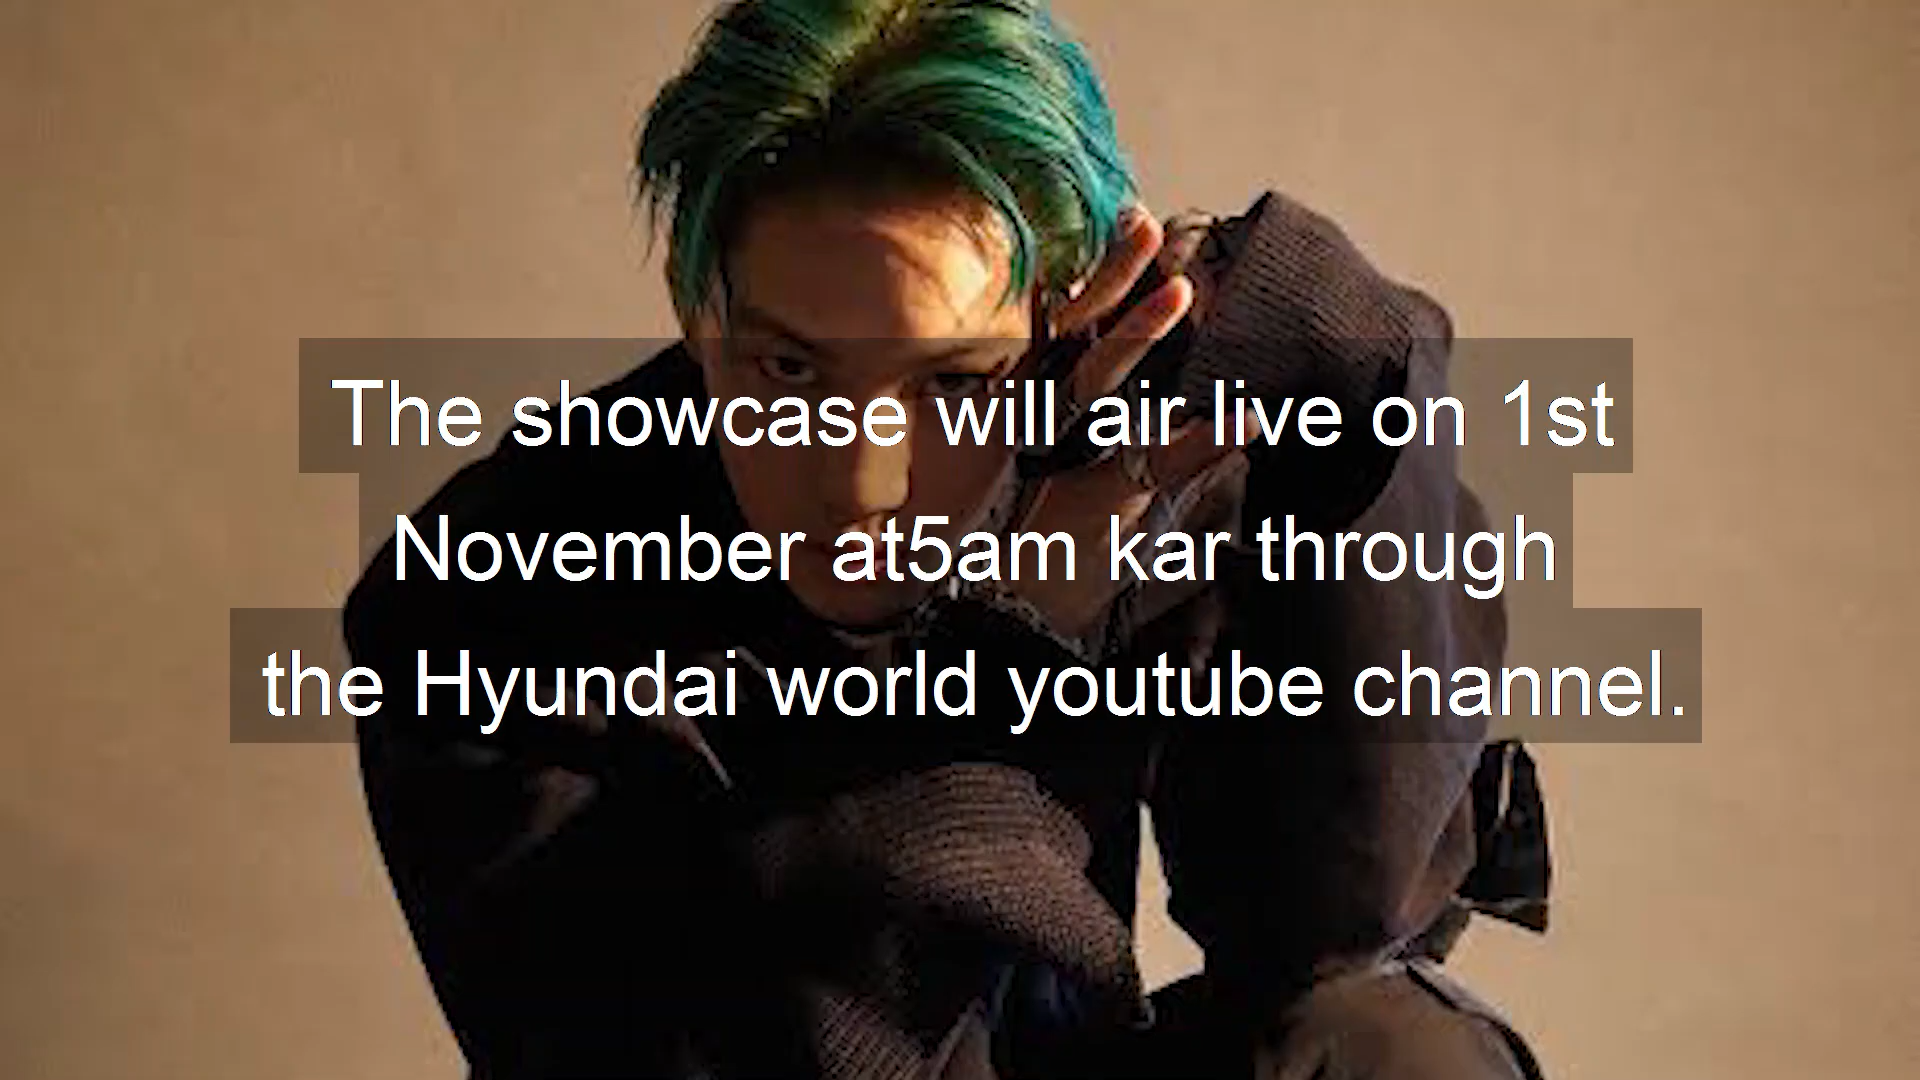 The showcase will air live on 1st
November at5am kar through
the Hyundai world youtube channel.